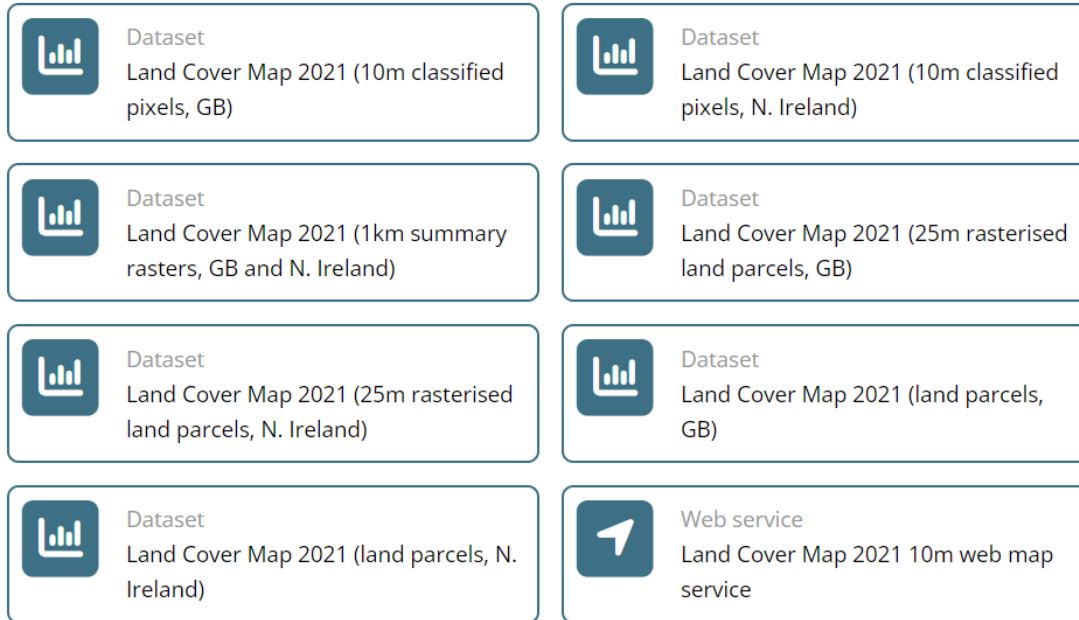 Dataset
Land Cover Map 2021 (10m classified
pixels, GB)
Dataset
Land Cover Map 2021 (10m classified
pixels, N. Ireland)
Dataset
Land Cover Map 2021 (1km summary
rasters, GB and N. Ireland)
Dataset
Land Cover Map 2021 (25m rasterised
land parcels, GB)
Dataset
Land Cover Map 2021 (25m rasterised
land parcels, N. Ireland)
Dataset
Land Cover Map 2021 (land parcels,
GB)
Dataset
Land Cover Map 2021 (land parcels, N.
Ireland)
Web service
Land Cover Map 2021 10m web map
service